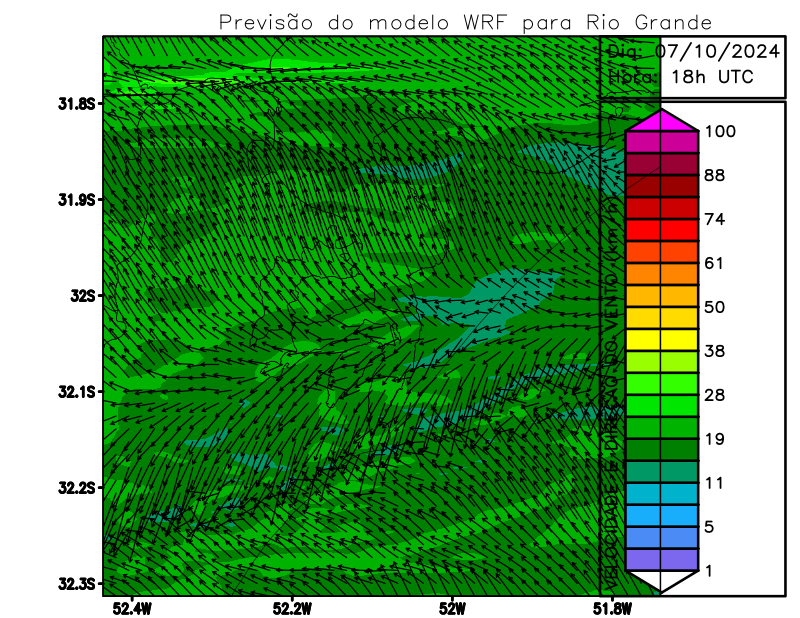 Previsão do modelo WRF para Rio Grande
Dia: 07/10/2024
Hora: 18h UTC
VELOCIDADE E DIREÇÃO DO VENTO (km/h)
100
88
74
61
50
38
28
19
11
5
1
31.8S
31.9S
32S
32.1S
32.2S
32.3S
52.4W 52.2W 52W 51.8W